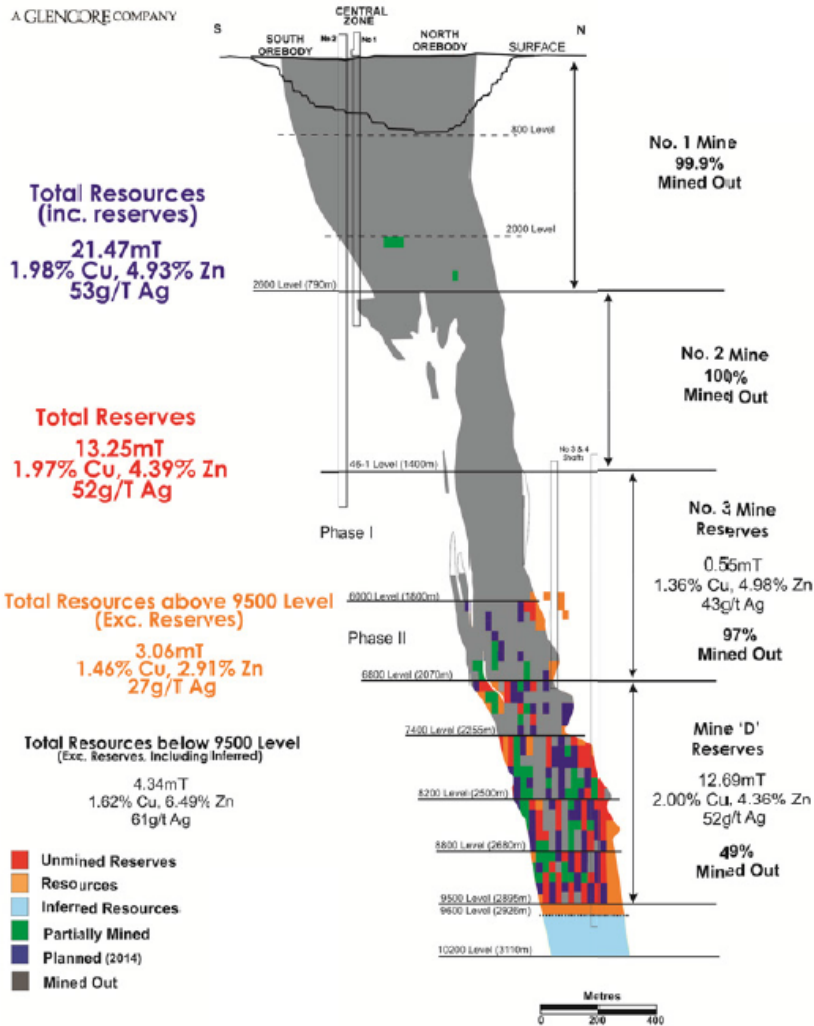 A GLENCORE COMPANY
S
CENTRAL
ZONE
N
No 2
No 1
SOUTH
OREBODY
NORTH
OREBODY
SURFACE
800 Level
No. 1 Mine
99.9%
Mined Out
Total Resources
(inc. reserves)
21.47mT
1.98% Cu, 4.93% Zn
53g/T Ag
2000 Level
2600 Level (790m)
No. 2 Mine
100%
Mined Out
Total Reserves
13.25mT
1.97% Cu, 4.39% Zn
52g/T Ag
46-1 Level (1400m)
No 3 & 4
Shafts
Phase I
No. 3 Mine
Reserves
0.55mT
1.36% Cu, 4.98% Zn
43g/t Ag
97%
Mined Out
Total Resources above 9500 Level
(Exc. Reserves)
3.06mT
1.46% Cu, 2.91% Zn
27g/T Ag
6000 Level (1800m)
Phase II
6800 Level (2070m)
7400 Level (2255m)
Mine 'D'
Reserves
12.69mT
2.00% Cu, 4.36% Zn
52g/t Ag
49%
Mined Out
Total Resources below 9500 Level
(Exc. Reserves, Including Inferred)
4.34mT
1.62% Cu, 6.49% Zn
61g/t Ag
8200 Level (2500m)
8800 Level (2680m)
9500 Level (2895m)
9600 Level (2926m)
10200 Level (3110m)
Unmined Reserves
Resources
Inferred Resources
Partially Mined
Planned (2014)
Mined Out
Metres
0 200 400